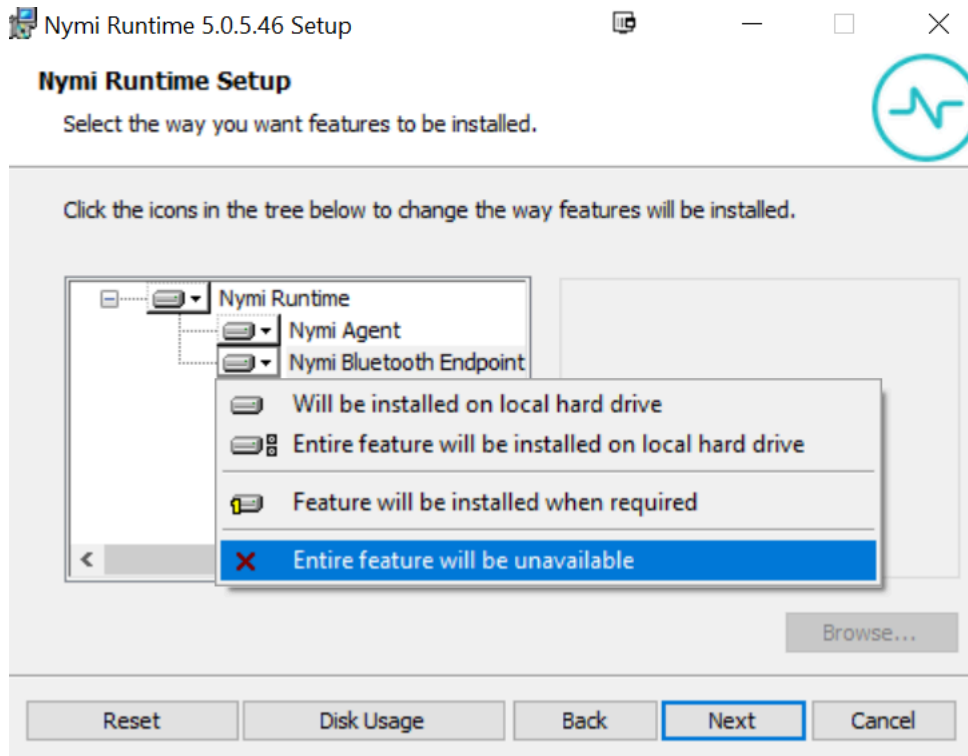 Nymi Runtime 5.0.5.46 Setup
Nymi Runtime Setup
Select the way you want features to be installed.
Click the icons in the tree below to change the way features will be installed.
Nymi Runtime
Nymi Agent
Nymi Bluetooth Endpoint
Will be installed on local hard drive
Entire feature will be installed on local hard drive
Feature will be installed when required
Entire feature will be unavailable
Browse...
Reset Disk Usage Back Next Cancel